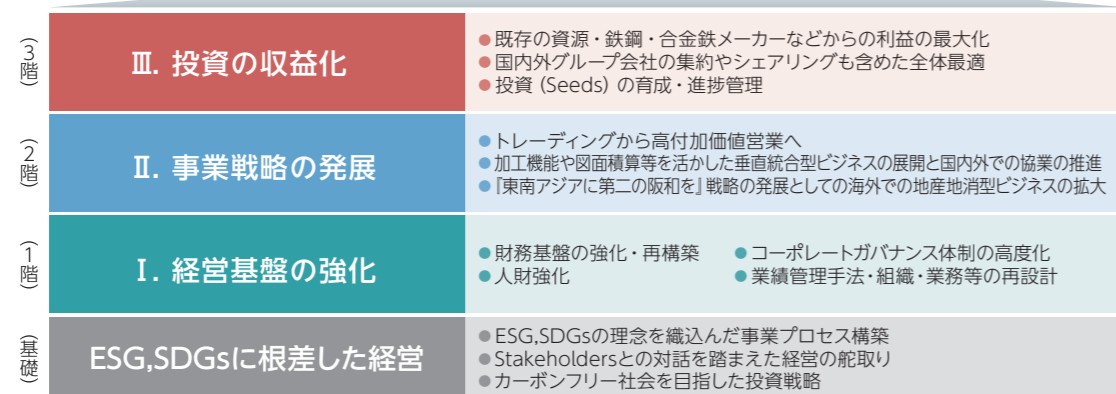 (3階)
Ⅲ. 投資の収益化
●既存の資源・鉄鋼・合金鉄メーカーなどからの利益の最大化
●国内外グループ会社の集約やシェアリングも含めた全体最適
●投資 (Seeds) の育成・進捗管理
(2階)
Ⅱ. 事業戦略の発展
●トレーディングから高付加価値営業へ
●加工機能や図面積算等を活かした垂直統合型ビジネスの展開と国内外での協業の推進
●『東南アジアに第二の阪和を』戦略の発展としての海外での地産地消型ビジネスの拡大
(1階)
Ⅰ. 経営基盤の強化
●財務基盤の強化・再構築 ●コーポレートガバナンス体制の高度化
●人財強化 ●業績管理手法・組織・業務等の再設計
(基礎)
ESG,SDGsに根差した経営
●ESG,SDGsの理念を織込んだ事業プロセス構築
●Stakeholdersとの対話を踏まえた経営の舵取り
●カーボンフリー社会を目指した投資戦略